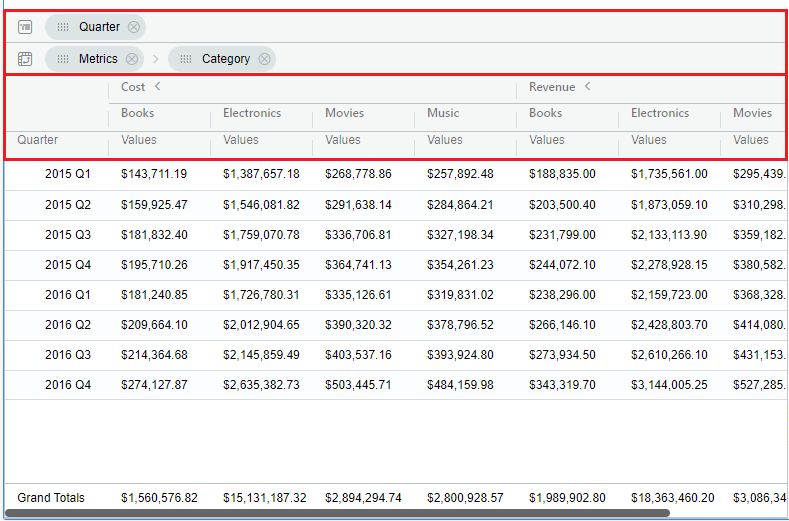 Quarter
Metrics Category
Cost Revenue
Books Electronics Movies Music Books Electronics Movies
Quarter Values Values Values Values Values Values Values
2015 Q1 $143,711.19 $1,387,657.18 $268,778.86 $257,892.48 $188,835.00 $1,735,561.00 $295,439.
2015 Q2 $159,925.47 $1,546,081.82 $291,638.14 $284,864.21 $203,500.40 $1,873,059.10 $310,298.
2015 Q3 $181,832.40 $1,759,070.78 $336,706.81 $327,198.34 $231,799.00 $2,133,113.90 $359,182.
2015 Q4 $195,710.26 $1,917,450.35 $364,741.13 $354,261.23 $244,072.10 $2,278,928.15 $380,582.
2016 Q1 $181,240.85 $1,726,780.31 $335,126.61 $319,831.02 $238,296.00 $2,159,723.00 $368,328.
2016 Q2 $209,664.10 $2,012,904.65 $390,320.32 $378,796.52 $266,146.10 $2,428,803.70 $414,080.
2016 Q3 $214,364.68 $2,145,859.49 $403,537.16 $393,924.80 $273,934.50 $2,610,266.10 $431,153.
2016 Q4 $274,127.87 $2,635,382.73 $503,445.71 $484,159.98 $343,319.70 $3,144,005.25 $527,285.
Grand Totals $1,560,576.82 $15,131,187.32 $2,894,294.74 $2,800,928.57 $1,989,902.80 $18,363,460.20 $3,086,34